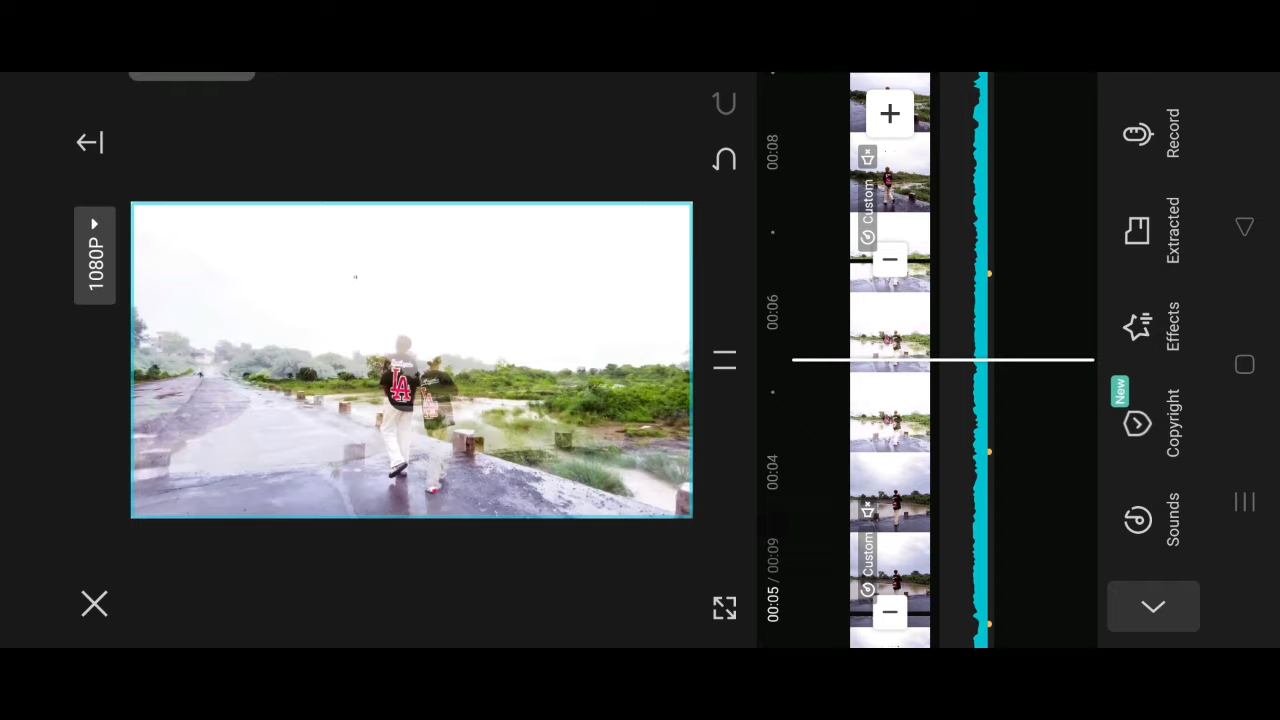 1080P
LA
00:05 / 00:09
00:04
00:06
00:08
Custom
Custom
Sounds
New
Copyright
Effects
Extracted
Record